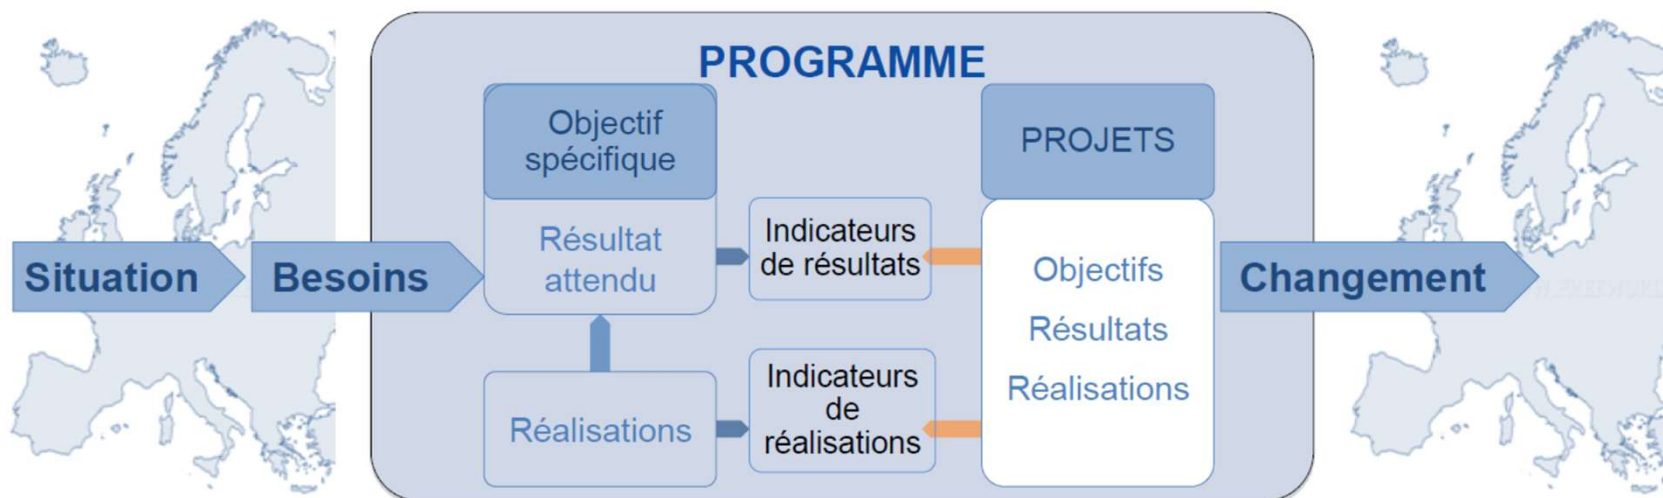 PROGRAMME
Situation
Besoins
Objectif
spécifique
Résultat
attendu
Réalisations
Indicateurs
de résultats
Indicateurs
de
réalisations
PROJETS
Objectifs
Résultats
Réalisations
Changement